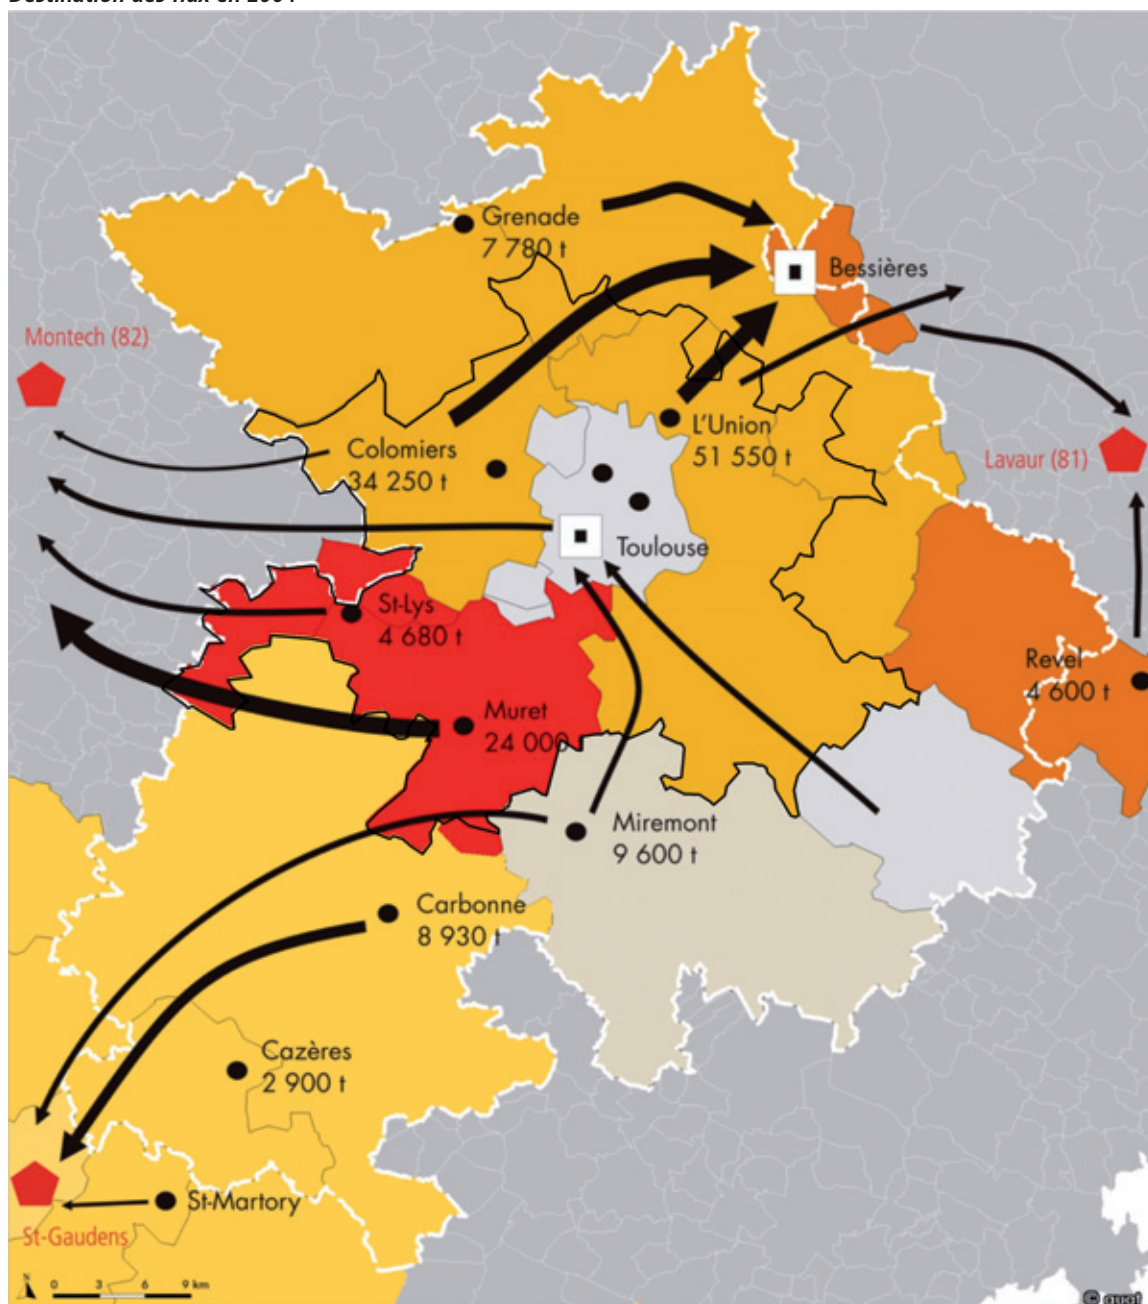 Grenade
7 780 t
Bessières
Montech (82)
L'Union
51 550 t
Colomiers
34 250 t
Lavaur (81)
Toulouse
St-Lys
4 680 t
Revel
4 600 t
Muret
24 000
Miremont
9 600 t
Carbonne
8 930 t
Cazères
2 900 t
St-Martory
St-Gaudens
N
0 3 6 9 km